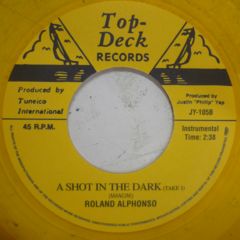 Top-
Deck
RECORDS
Produced by
Tuneico
International
Produced by
Justin "Phillip" Yap
JY-105B
45 R.P.M.
Instrumental
Time: 2:38
A SHOT IN THE DARK (TAKE 1)
(MANCINI)
ROLAND ALPHONSO